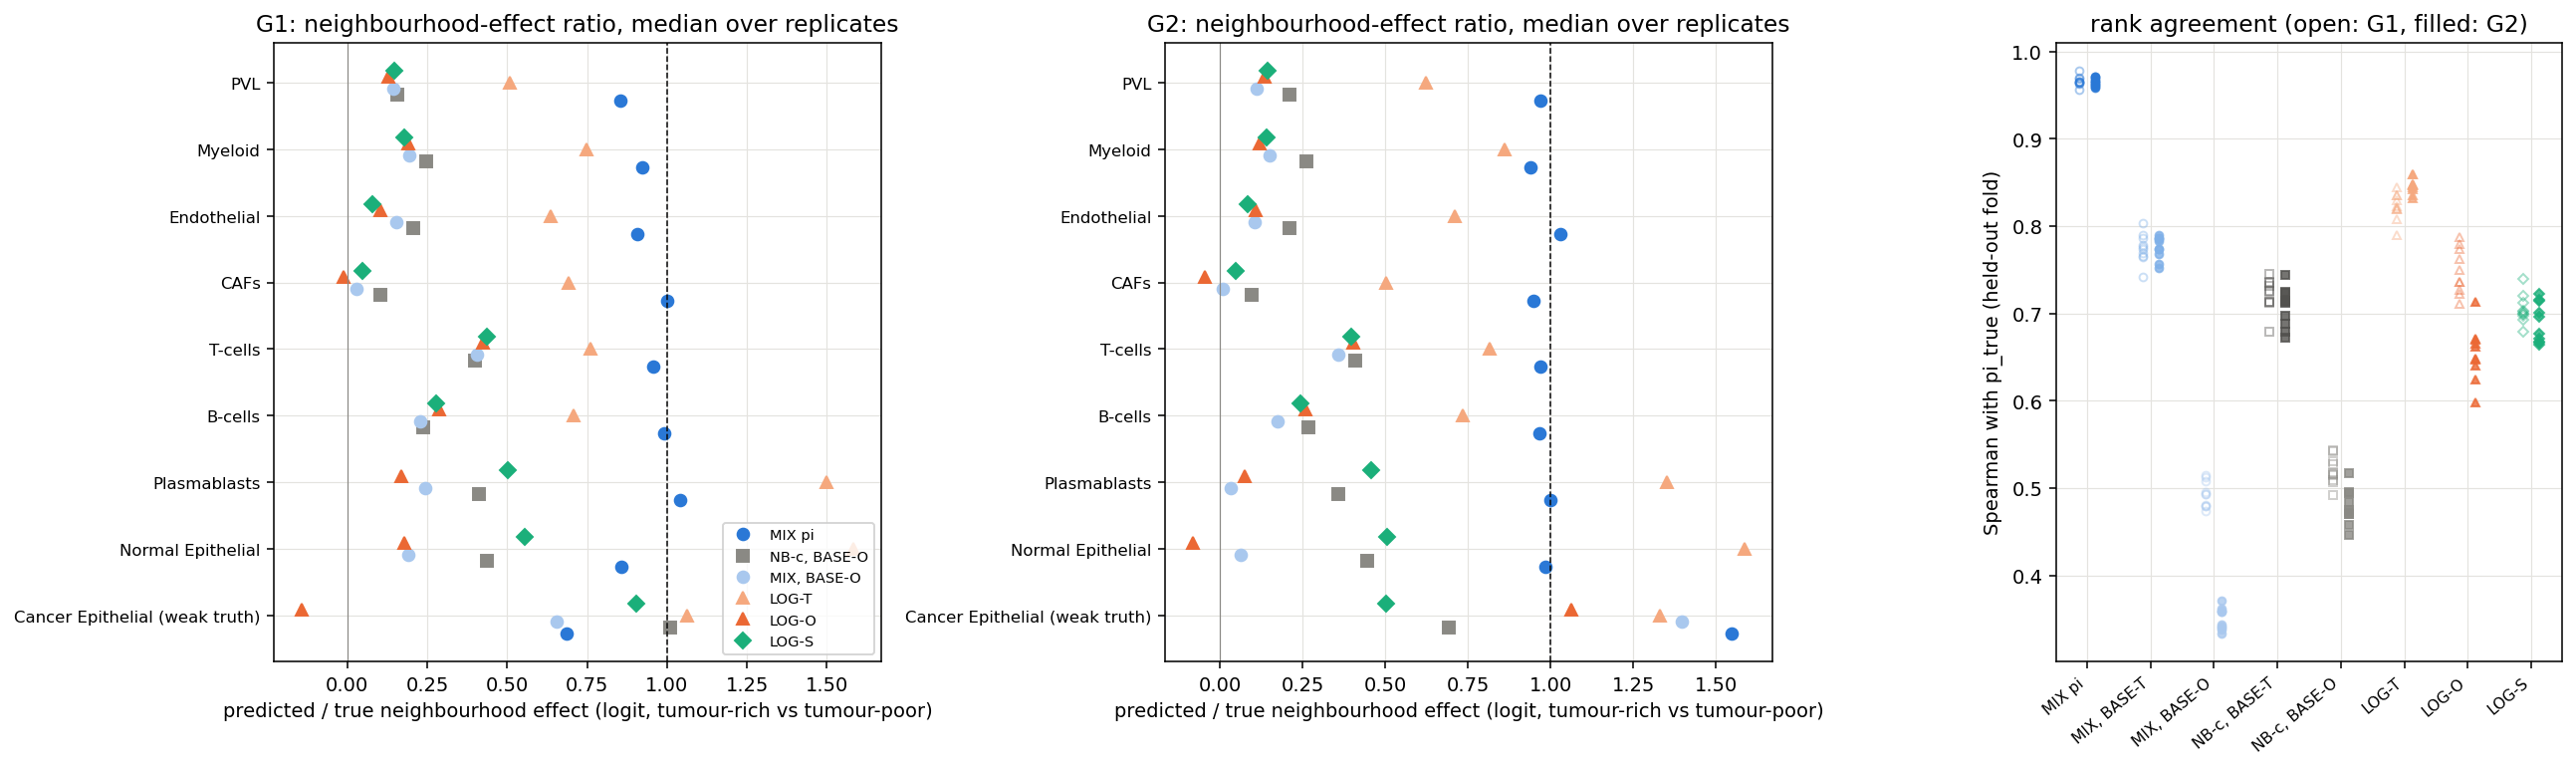 G1: neighbourhood-effect ratio, median over replicates
PVL
Myeloid
Endothelial
CAFs
T-cells
B-cells
Plasmablasts
Normal Epithelial
Cancer Epithelial (weak truth)
MIX pi
NB-c, BASE-O
MIX, BASE-O
LOG-T
LOG-O
LOG-S
0.00 0.25 0.50 0.75 1.00 1.25 1.50
predicted / true neighbourhood effect (logit, tumour-rich vs tumour-poor)
G2: neighbourhood-effect ratio, median over replicates
PVL
Myeloid
Endothelial
CAFs
T-cells
B-cells
Plasmablasts
Normal Epithelial
Cancer Epithelial (weak truth)
0.00 0.25 0.50 0.75 1.00 1.25 1.50
predicted / true neighbourhood effect (logit, tumour-rich vs tumour-poor)
rank agreement (open: G1, filled: G2)
Spearman with pi_true (held-out fold)
1.0
0.9
0.8
0.7
0.6
0.5
0.4
MIX pi
MIX, BASE-T
MIX, BASE-O
NB-c, BASE-T
NB-c, BASE-O
LOG-T
LOG-O
LOG-S